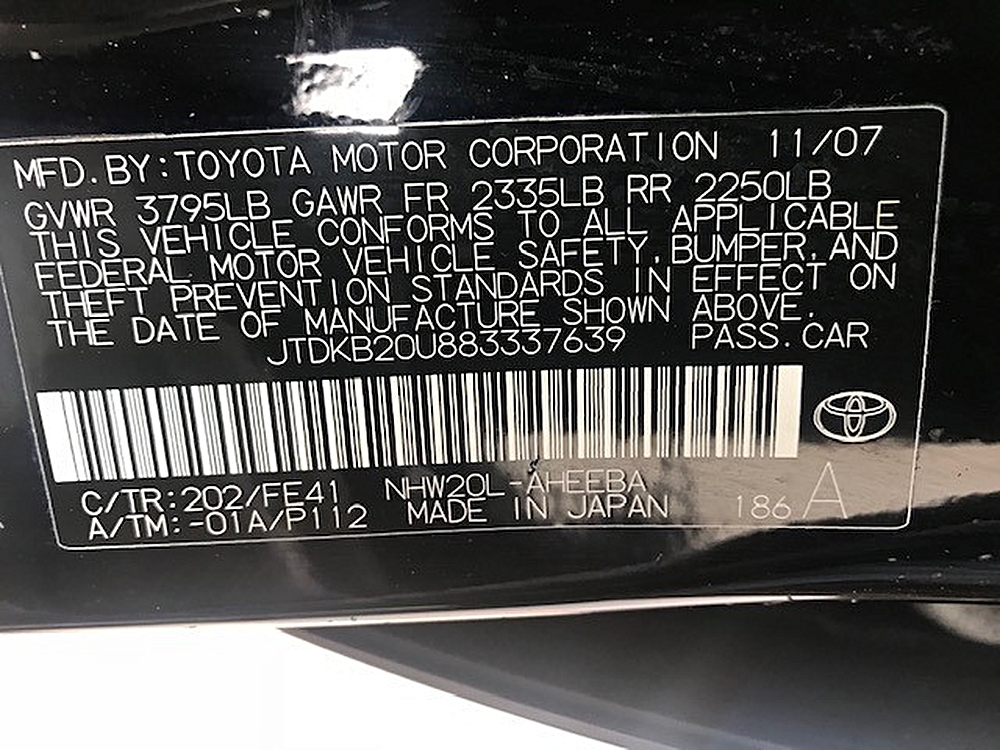 MFD. BY: TOYOTA MOTOR CORPORATION 11/07
GVWR 3795LB GAWR FR 2335LB RR 2250LB
THIS VEHICLE CONFORMS TO ALL APPLICABLE
FEDERAL MOTOR VEHICLE SAFETY, BUMPER, AND
THEFT PREVENTION STANDARDS IN EFFECT ON
THE DATE OF MANUFACTURE SHOWN ABOVE.
JTDKB20U883337639 PASS. CAR
C/TR: 202/FE41 NHW20L-AHEEBA
A/TM: -01A/P112 MADE IN JAPAN 186 A